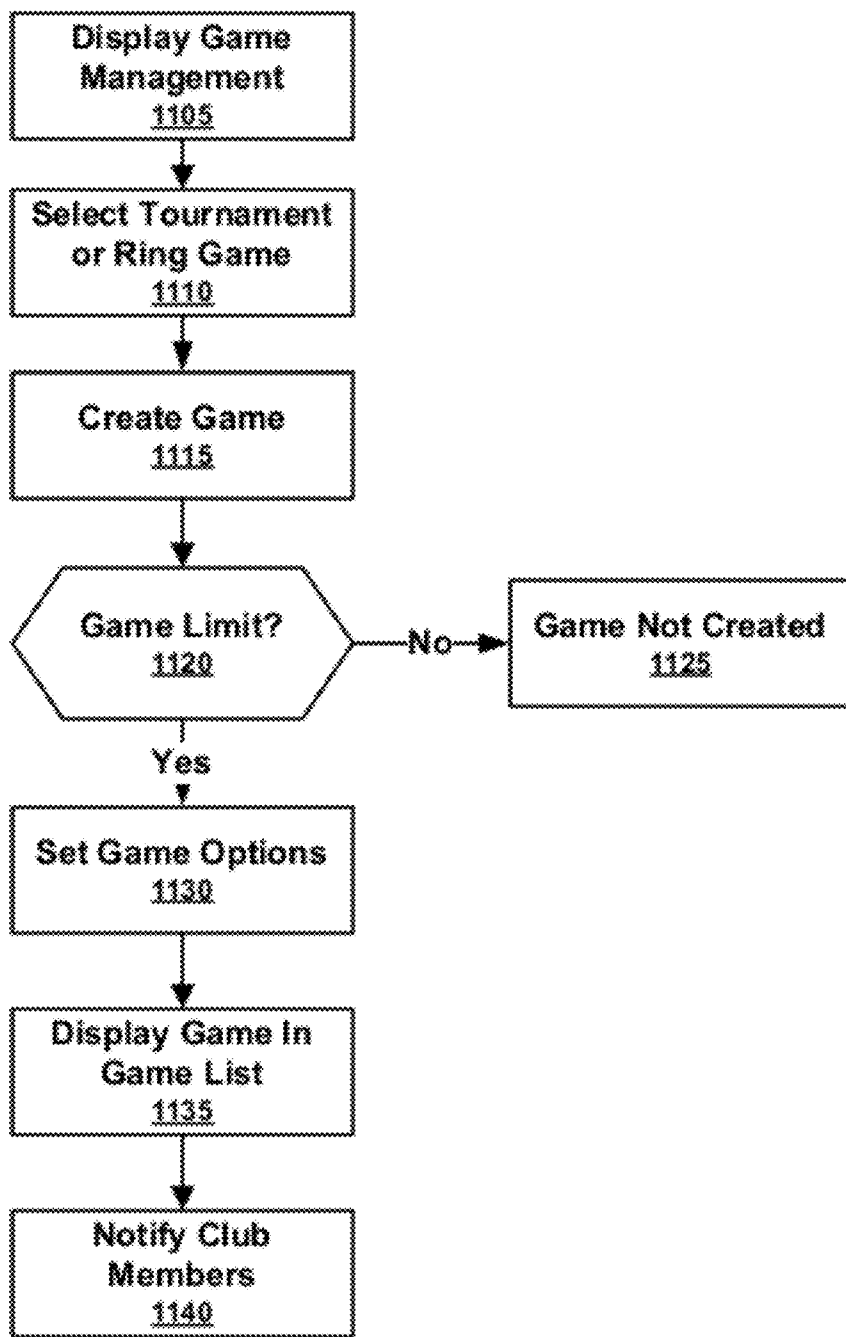 Display Game
Management
1105
Select Tournament
or Ring Game
1110
Create Game
1115
Game Limit?
1120
No
Game Not Created
1125
Yes
Set Game Options
1130
Display Game In
Game List
1135
Notify Club
Members
1140